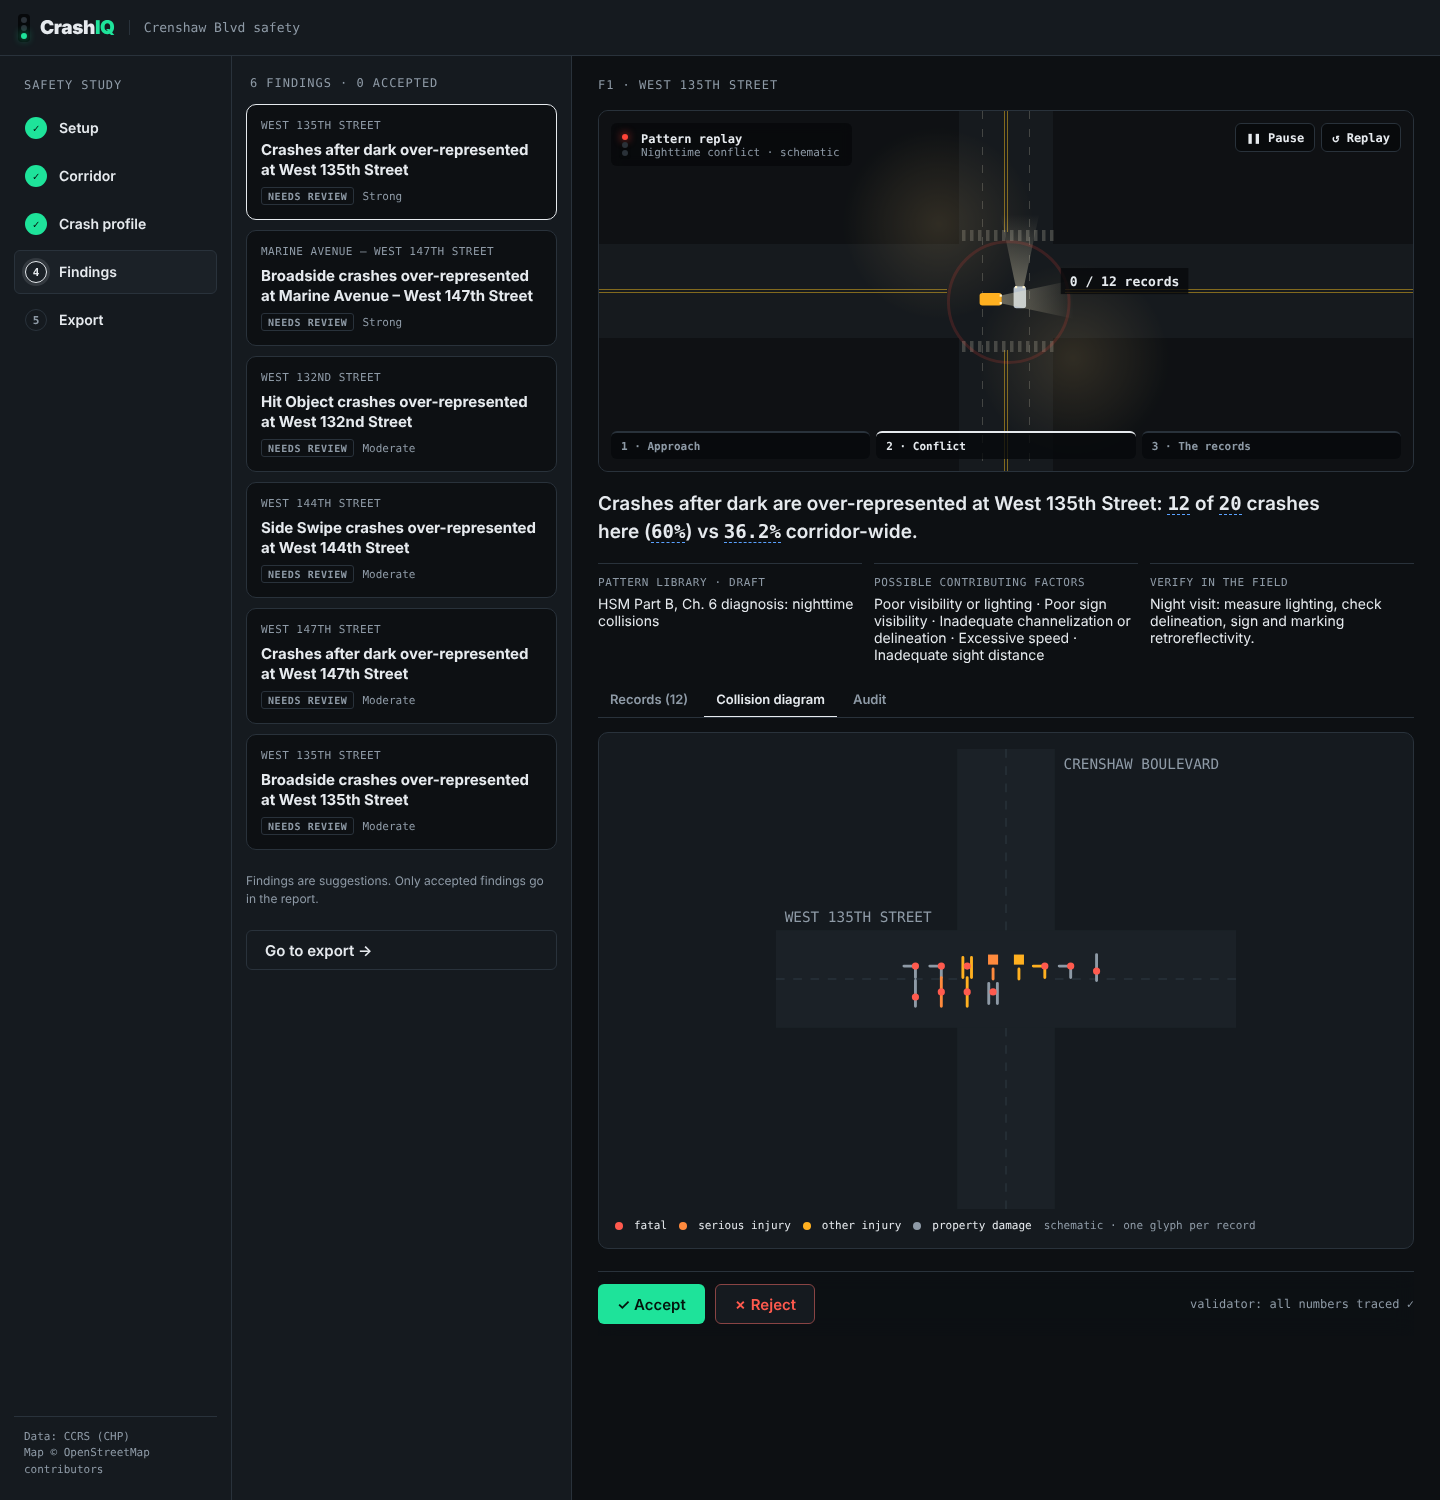 CrashIQ
Crenshaw Blvd safety
SAFETY STUDY
✓ Setup
✓ Corridor
✓ Crash profile
4 Findings
5 Export
Data: CCRS (CHP)
Map © OpenStreetMap
contributors
6 FINDINGS · 0 ACCEPTED
WEST 135TH STREET
Crashes after dark over-represented
at West 135th Street
NEEDS REVIEW Strong
MARINE AVENUE — WEST 147TH STREET
Broadside crashes over-represented
at Marine Avenue – West 147th Street
NEEDS REVIEW Strong
WEST 132ND STREET
Hit Object crashes over-represented
at West 132nd Street
NEEDS REVIEW Moderate
WEST 144TH STREET
Side Swipe crashes over-represented
at West 144th Street
NEEDS REVIEW Moderate
WEST 147TH STREET
Crashes after dark over-represented
at West 147th Street
NEEDS REVIEW Moderate
WEST 135TH STREET
Broadside crashes over-represented
at West 135th Street
NEEDS REVIEW Moderate
Findings are suggestions. Only accepted findings go
in the report.
Go to export →
F1 · WEST 135TH STREET
Pattern replay
Nighttime conflict · schematic
❚❚ Pause
↺ Replay
0 / 12 records
1 · Approach
2 · Conflict
3 · The records
Crashes after dark are over-represented at West 135th Street: 12 of 20 crashes
here (60%) vs 36.2% corridor-wide.
PATTERN LIBRARY · DRAFT
HSM Part B, Ch. 6 diagnosis: nighttime
collisions
POSSIBLE CONTRIBUTING FACTORS
Poor visibility or lighting · Poor sign
visibility · Inadequate channelization or
delineation · Excessive speed ·
Inadequate sight distance
VERIFY IN THE FIELD
Night visit: measure lighting, check
delineation, sign and marking
retroreflectivity.
Records (12)
Collision diagram
Audit
CRENSHAW BOULEVARD
WEST 135TH STREET
fatal serious injury other injury property damage schematic · one glyph per record
✓ Accept
× Reject
validator: all numbers traced ✓